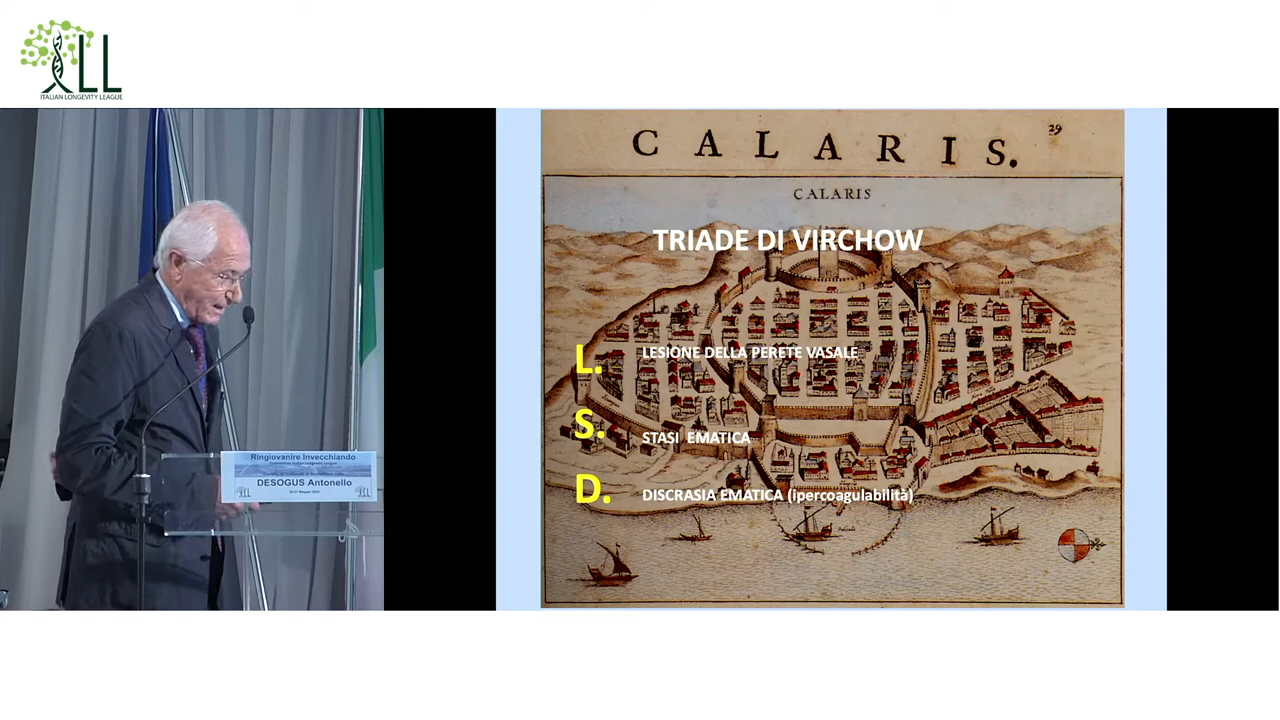 ITALIAN LONGEVITY LEAGUE
CALARIS.
29
CALARIS
TRIADE DI VIRCHOW
L. LESIONE DELLA PERETE VASALE
S. STASI EMATICA
D. DISCRASIA EMATICA (ipercoagulabilità)
Ringiovanire Invecchiando
DESOGUS Antonello